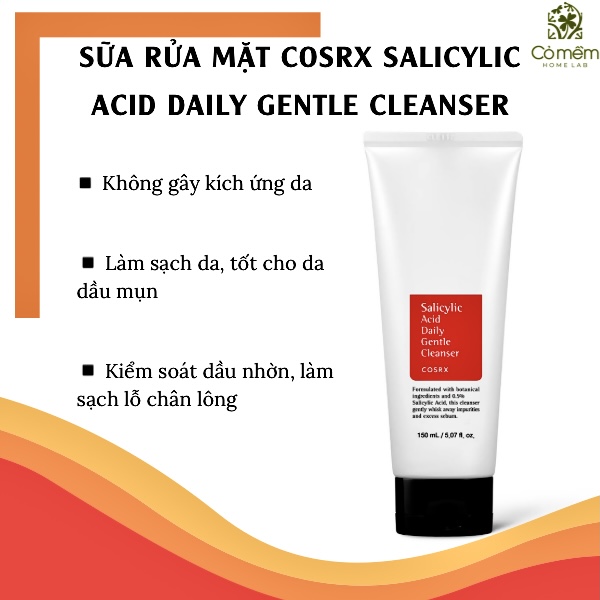 SỮA RỬA MẶT COSRX SALICYLIC
ACID DAILY GENTLE CLEANSER
Cỏ mềm
HOME LAB
Không gây kích ứng da
Làm sạch da, tốt cho da
dầu mụn
Kiểm soát dầu nhờn, làm
sạch lỗ chân lông
Salicylic
Acid
Daily
Gentle
Cleanser
COSRX
Formulated with botanical
ingredients and 0.5%
Salicylic Acid, this cleanser
gently whisk away impurities
and excess sebum.
150 mL / 5.07 fl. oz.